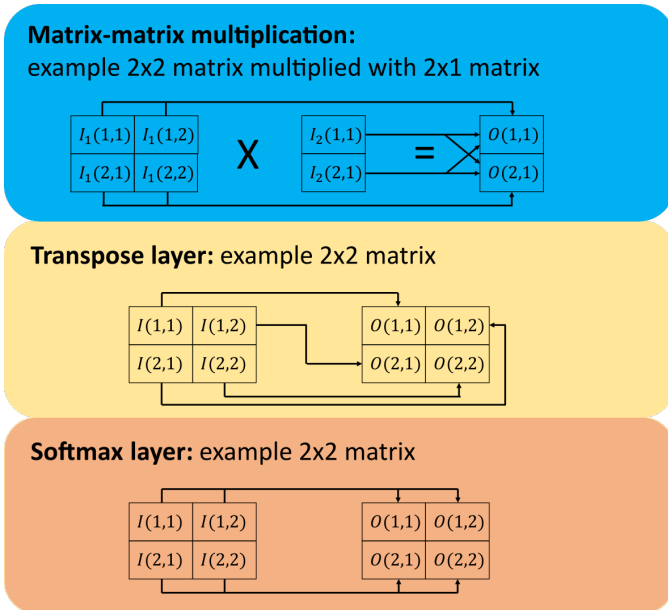 Matrix-matrix multiplication:
example 2x2 matrix multiplied with 2x1 matrix
I₁(1,1) I₁(1,2) X I₂(1,1) = O(1,1)
I₁(2,1) I₁(2,2) I₂(2,1) O(2,1)
Transpose layer: example 2x2 matrix
I(1,1) I(1,2) O(1,1) O(1,2)
I(2,1) I(2,2) O(2,1) O(2,2)
Softmax layer: example 2x2 matrix
I(1,1) I(1,2) O(1,1) O(1,2)
I(2,1) I(2,2) O(2,1) O(2,2)